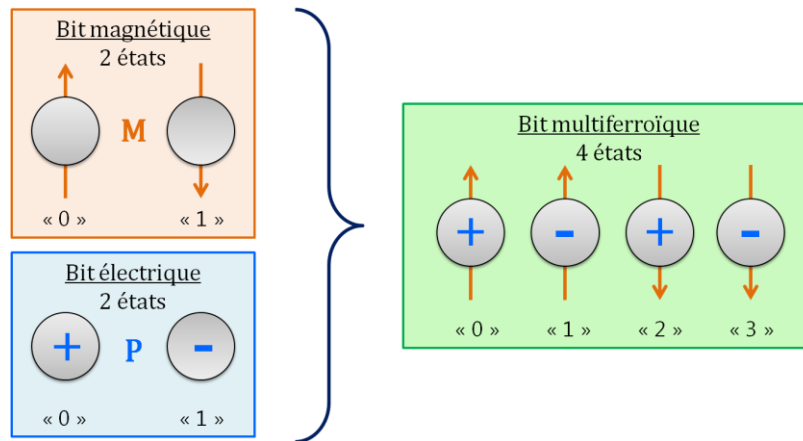 Bit magnétique
2 états
M
« 0 » « 1 »
Bit électrique
2 états
+ P -
« 0 » « 1 »
Bit multiferroïque
4 états
+ - + -
« 0 » « 1 » « 2 » « 3 »